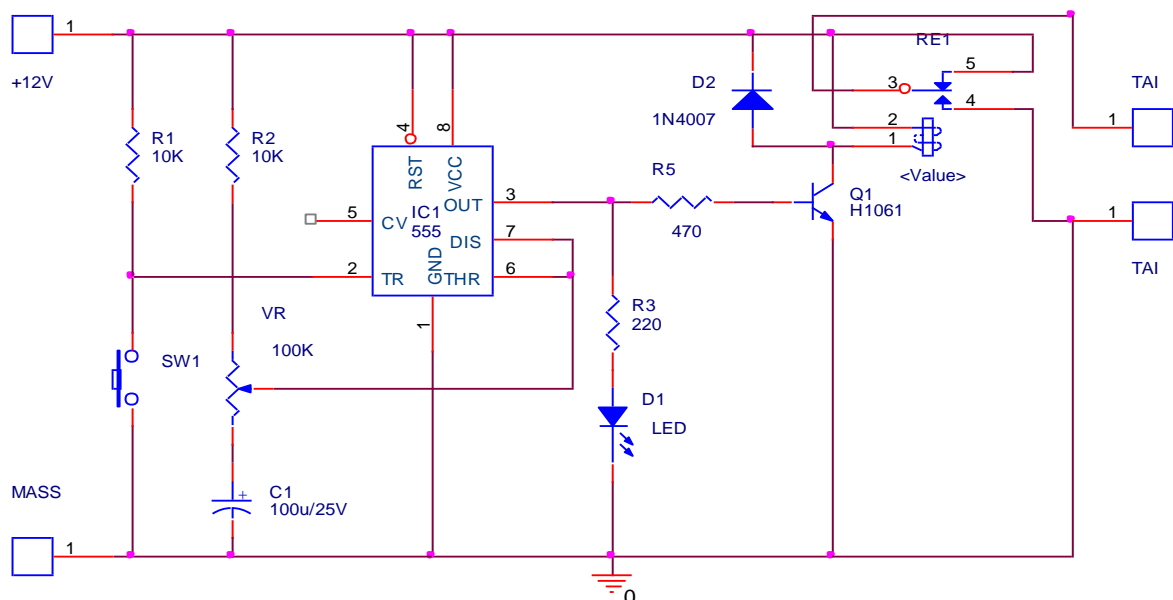 1
+12V
R1
10K
R2
10K
4
8
RST
VCC
IC1
555
5
CV
OUT
3
DIS
7
2
TR
GND
THR
6
1
VR
100K
SW1
C1
100u/25V
MASS
1
R5
470
R3
220
D1
LED
0
D2
1N4007
Q1
H1061
RE1
3
5
4
2
1
<Value>
TAI
1
1
TAI